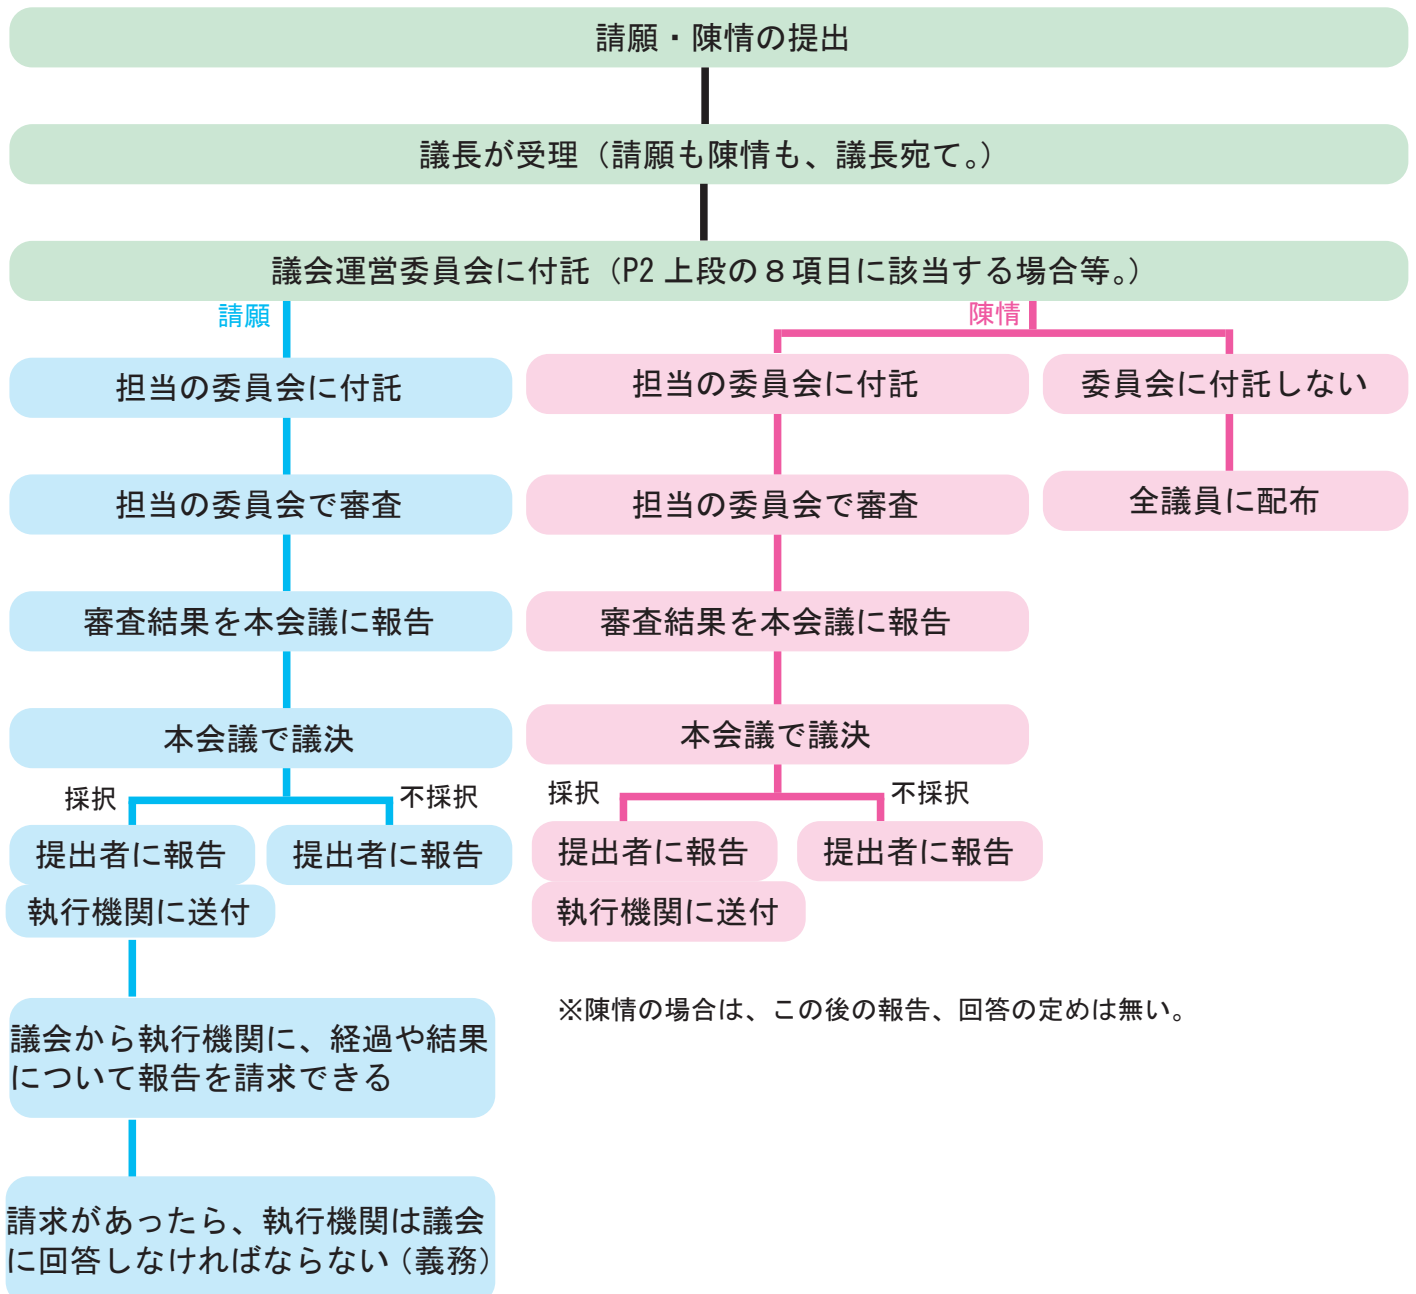 請願・陳情の提出
議長が受理（請願も陳情も、議長宛て。）
議会運営委員会に付託（P2 上段の８項目に該当する場合等。）
請願
陳情
担当の委員会に付託
担当の委員会で審査
審査結果を本会議に報告
本会議で議決
採択
不採択
提出者に報告
提出者に報告
執行機関に送付
議会から執行機関に、経過や結果
について報告を請求できる
請求があったら、執行機関は議会
に回答しなければならない（義務）
担当の委員会に付託
担当の委員会で審査
審査結果を本会議に報告
本会議で議決
採択
不採択
提出者に報告
提出者に報告
執行機関に送付
※陳情の場合は、この後の報告、回答の定めは無い。
委員会に付託しない
全議員に配布